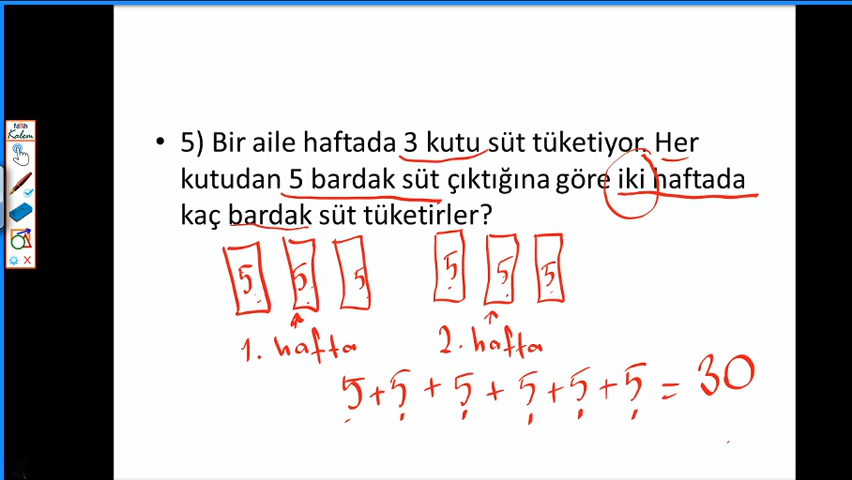 fatih
Kalem
• 5) Bir aile haftada 3 kutu süt tüketiyor. Her
kutudan 5 bardak süt çıktığına göre iki haftada
kaç bardak süt tüketirler?
5 5 5 5 5 5
1. hafta 2. hafta
5+5+5+5+5+5=30